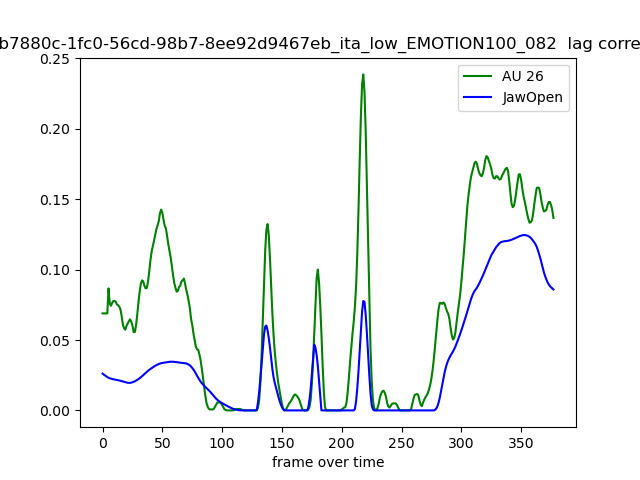 b7880c-1fc0-56cd-98b7-8ee92d9467eb_ita_low_EMOTION100_082 lag corre
0.25
AU 26
JawOpen
0.20
0.15
0.10
0.05
0.00
0 50 100 150 200 250 300 350
frame over time